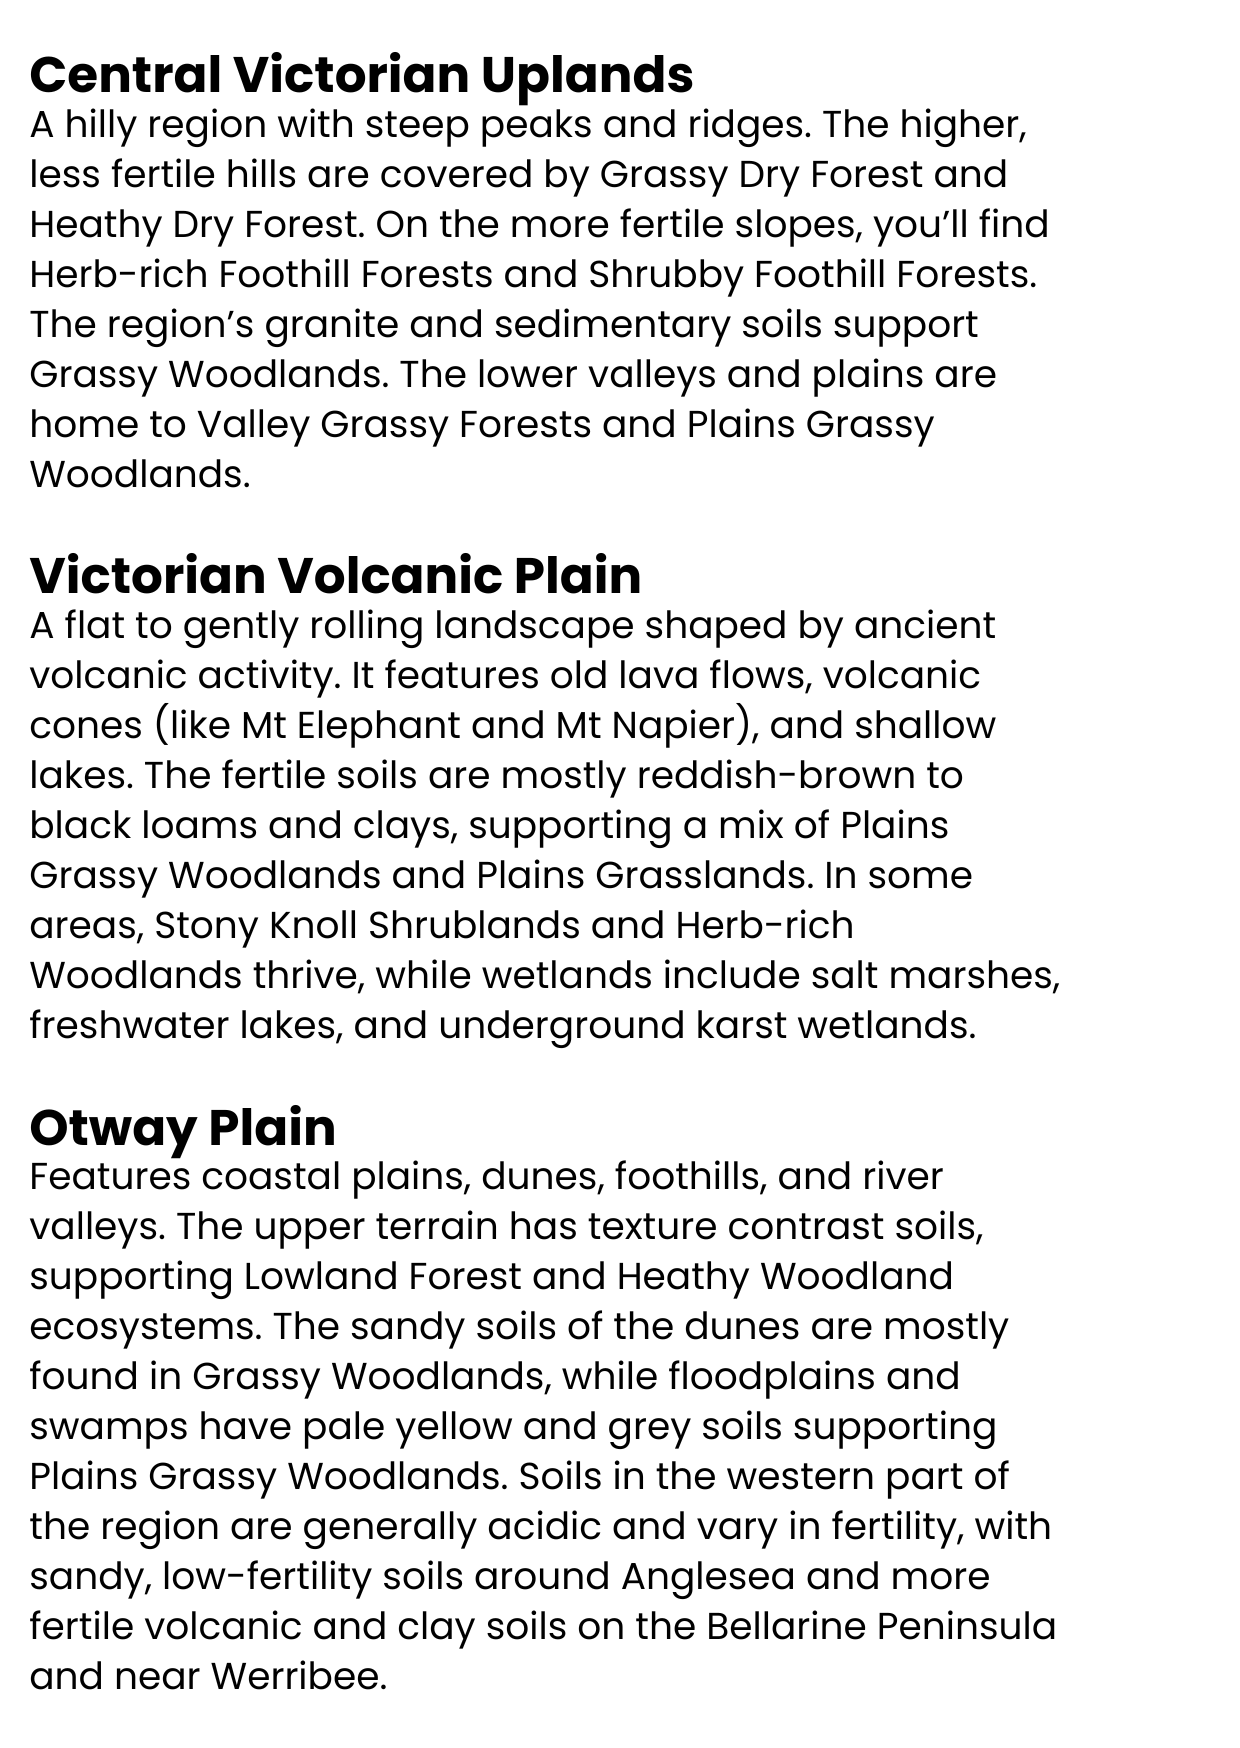 Central Victorian Uplands
A hilly region with steep peaks and ridges. The higher,
less fertile hills are covered by Grassy Dry Forest and
Heathy Dry Forest. On the more fertile slopes, you’ll find
Herb-rich Foothill Forests and Shrubby Foothill Forests.
The region’s granite and sedimentary soils support
Grassy Woodlands. The lower valleys and plains are
home to Valley Grassy Forests and Plains Grassy
Woodlands.
Victorian Volcanic Plain
A flat to gently rolling landscape shaped by ancient
volcanic activity. It features old lava flows, volcanic
cones (like Mt Elephant and Mt Napier), and shallow
lakes. The fertile soils are mostly reddish-brown to
black loams and clays, supporting a mix of Plains
Grassy Woodlands and Plains Grasslands. In some
areas, Stony Knoll Shrublands and Herb-rich
Woodlands thrive, while wetlands include salt marshes,
freshwater lakes, and underground karst wetlands.
Otway Plain
Features coastal plains, dunes, foothills, and river
valleys. The upper terrain has texture contrast soils,
supporting Lowland Forest and Heathy Woodland
ecosystems. The sandy soils of the dunes are mostly
found in Grassy Woodlands, while floodplains and
swamps have pale yellow and grey soils supporting
Plains Grassy Woodlands. Soils in the western part of
the region are generally acidic and vary in fertility, with
sandy, low-fertility soils around Anglesea and more
fertile volcanic and clay soils on the Bellarine Peninsula
and near Werribee.